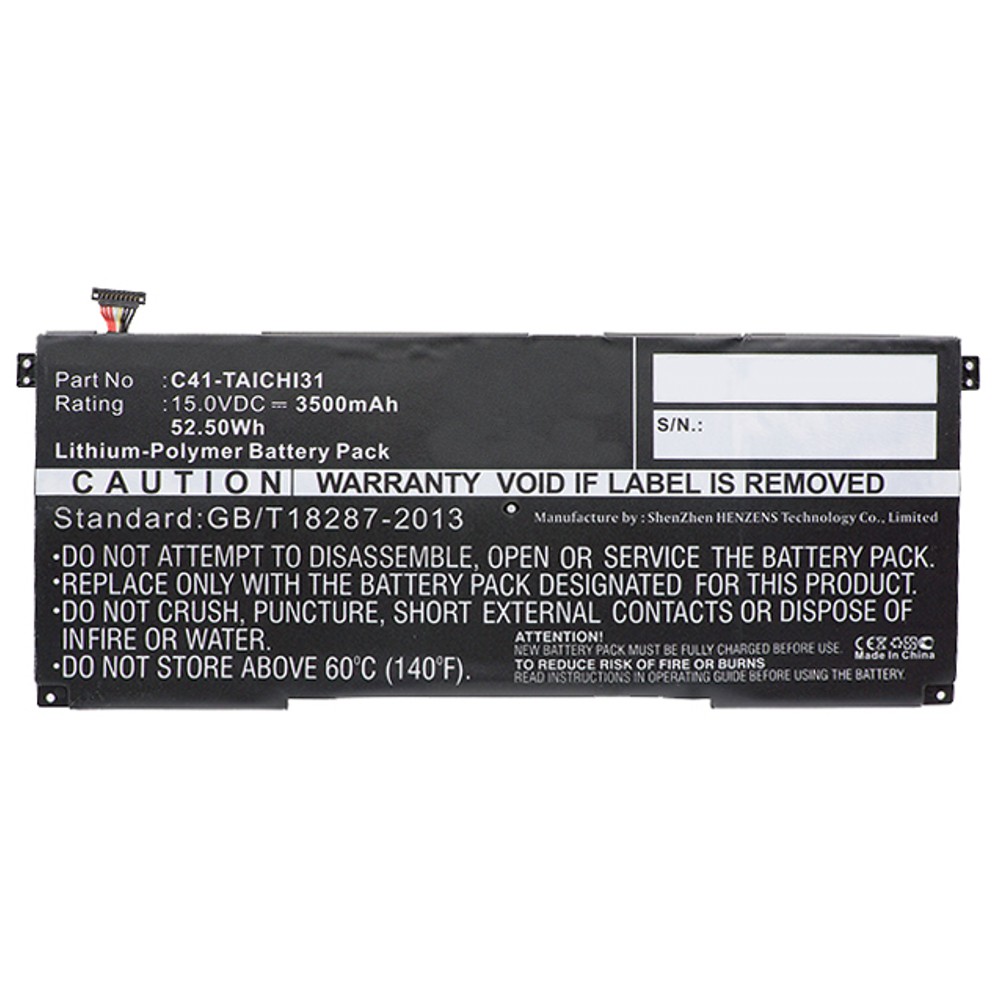 Part No : C41-TAICHI31
Rating : 15.0VDC ⎓ 3500mAh
52.50Wh
Lithium-Polymer Battery Pack
S/N.:
CAUTION WARRANTY VOID IF LABEL IS REMOVED
Standard:GB/T18287-2013
Manufacture by : ShenZhen HENZENS Technology Co., Limited
•DO NOT ATTEMPT TO DISASSEMBLE, OPEN OR SERVICE THE BATTERY PACK.
•REPLACE ONLY WITH THE BATTERY PACK DESIGNATED FOR THIS PRODUCT.
•DO NOT CRUSH, PUNCTURE, SHORT EXTERNAL CONTACTS OR DISPOSE OF
INFIRE OR WATER.
•DO NOT STORE ABOVE 60°C (140°F).
ATTENTION!
NEW BATTERY PACK MUST BE FULLY CHARGED BEFORE USE.
TO REDUCE RISK OF FIRE OR BURNS
READ INSTUCTIONS IN OPERATING GUIDE BEFORE USING THE BATTERY.
CE
Made In China